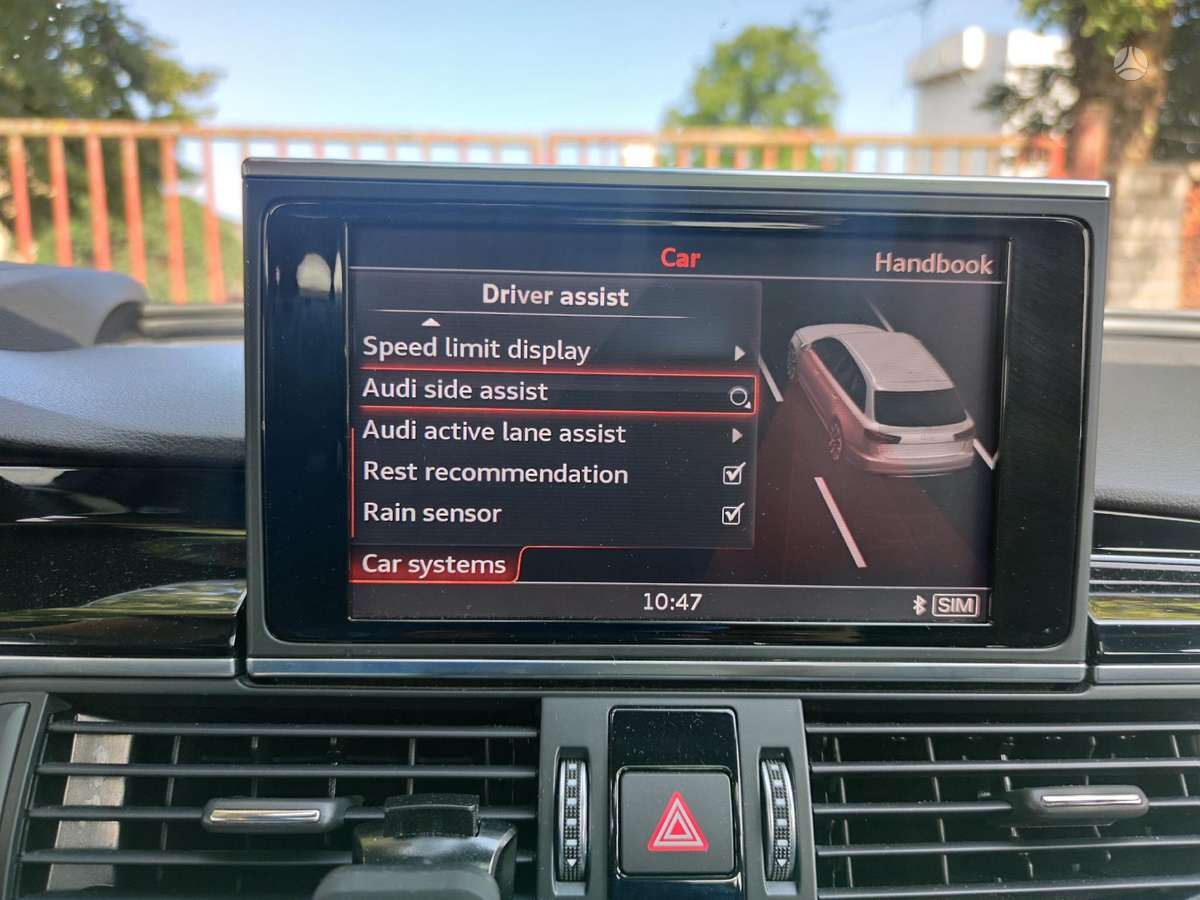 Car
Handbook
Driver assist
Speed limit display
Audi side assist
Audi active lane assist
Rest recommendation
Rain sensor
Car systems
10:47
SIM